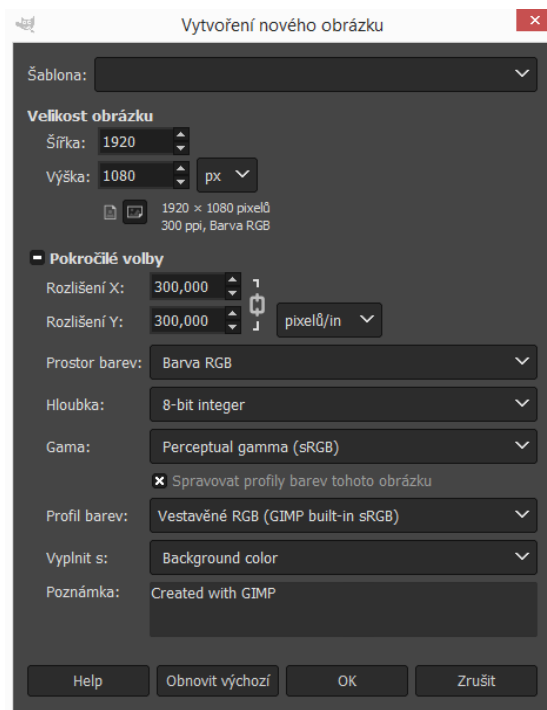 Vytvoření nového obrázku
Šablona:
Velikost obrázku
Šířka: 1920
Výška: 1080 px
1920 × 1080 pixelů
300 ppi, Barva RGB
Pokročilé volby
Rozlišení X: 300,000
Rozlišení Y: 300,000 pixelů/in
Prostor barev: Barva RGB
Hloubka: 8-bit integer
Gama: Perceptual gamma (sRGB)
Spravovat profily barev tohoto obrázku
Profil barev: Vestavěné RGB (GIMP built-in sRGB)
Vyplnit s: Background color
Poznámka: Created with GIMP
Help Obnovit výchozí OK Zrušit